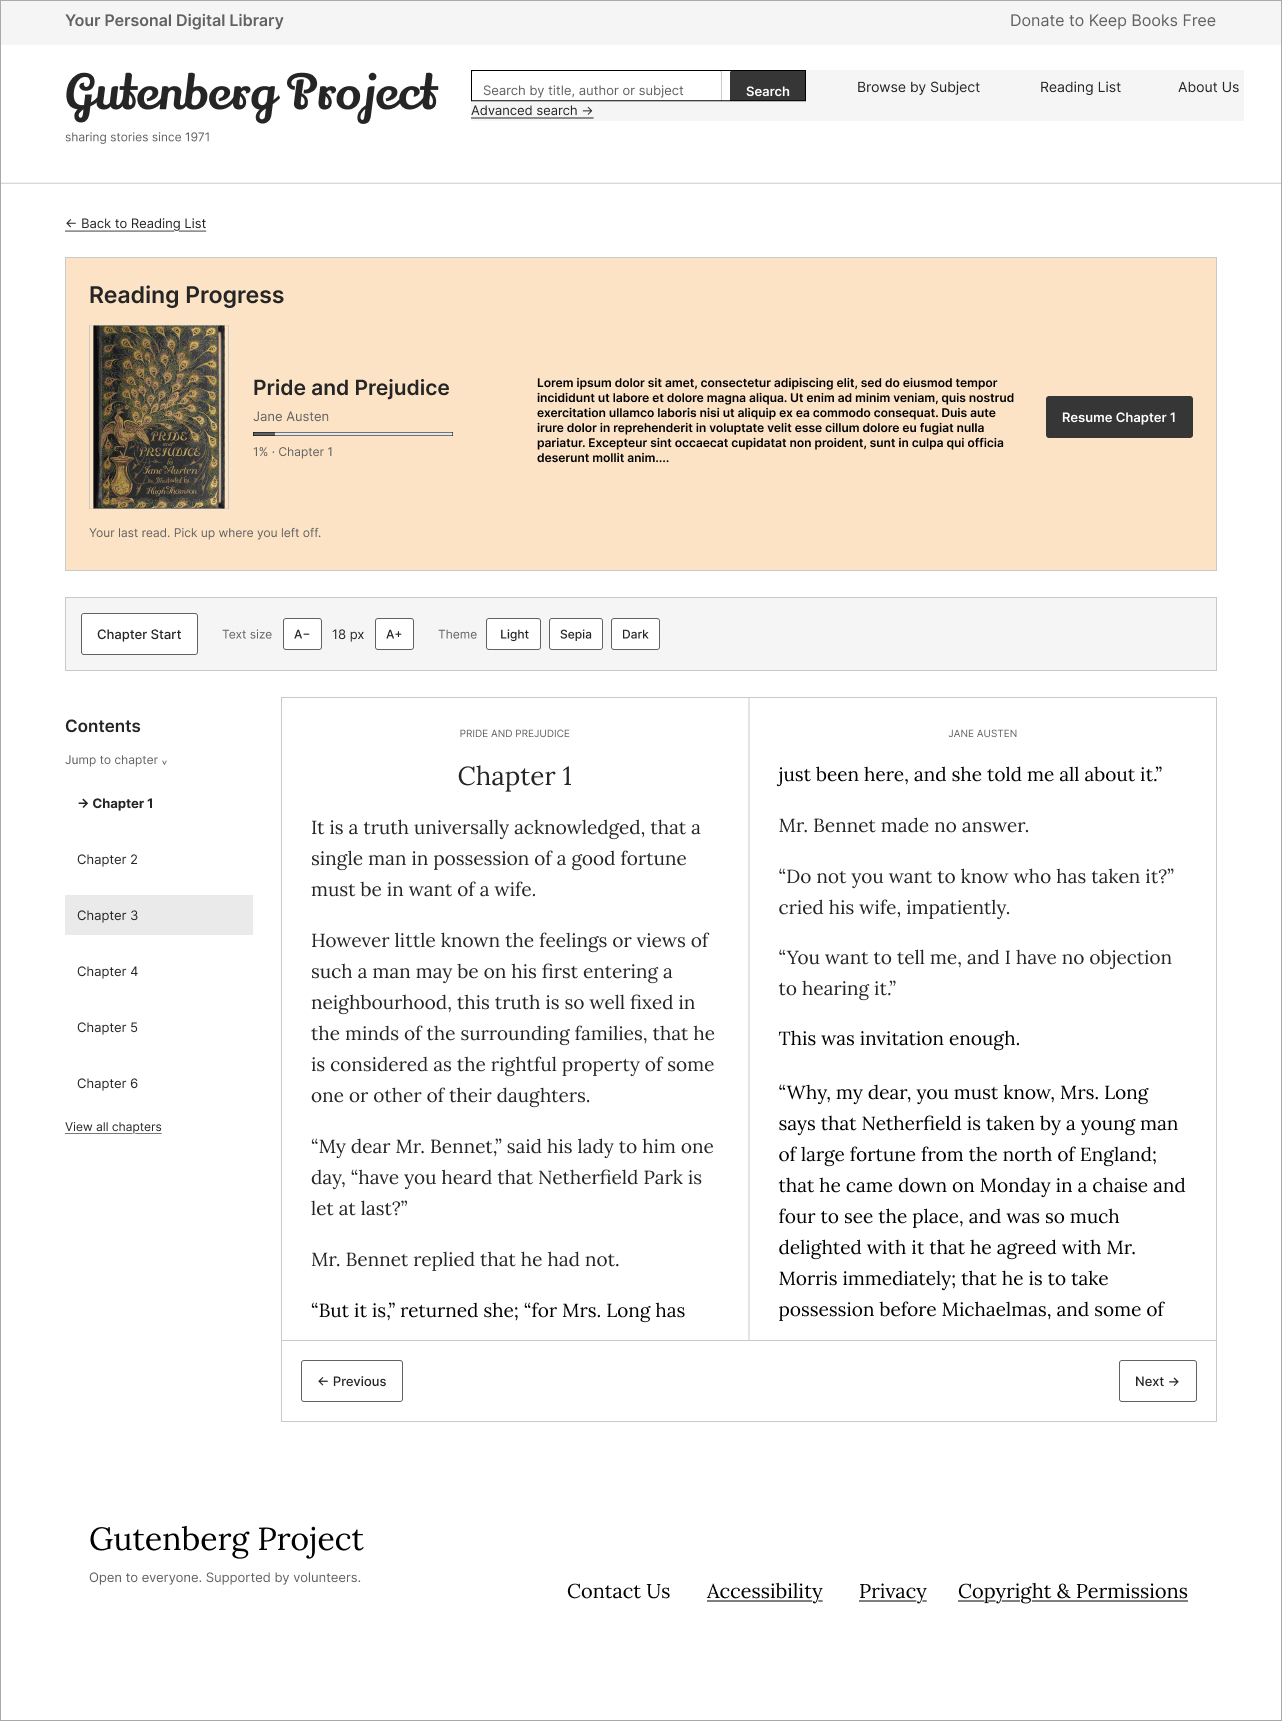 Your Personal Digital Library
Donate to Keep Books Free
Gutenberg Project
sharing stories since 1971
Search by title, author or subject
Search
Advanced search →
Browse by Subject
Reading List
About Us
← Back to Reading List
Reading Progress
PRIDE
and
PREJUDICE
by
Jane Austen
Illustrated by
Hugh Thomson
Pride and Prejudice
Jane Austen
1% · Chapter 1
Lorem ipsum dolor sit amet, consectetur adipiscing elit, sed do eiusmod tempor
incididunt ut labore et dolore magna aliqua. Ut enim ad minim veniam, quis nostrud
exercitation ullamco laboris nisi ut aliquip ex ea commodo consequat. Duis aute
irure dolor in reprehenderit in voluptate velit esse cillum dolore eu fugiat nulla
pariatur. Excepteur sint occaecat cupidatat non proident, sunt in culpa qui officia
deserunt mollit anim....
Resume Chapter 1
Your last read. Pick up where you left off.
Chapter Start
Text size
A−
18 px
A+
Theme
Light
Sepia
Dark
Contents
Jump to chapter v
→ Chapter 1
Chapter 2
Chapter 3
Chapter 4
Chapter 5
Chapter 6
View all chapters
PRIDE AND PREJUDICE
Chapter 1
It is a truth universally acknowledged, that a
single man in possession of a good fortune
must be in want of a wife.
However little known the feelings or views of
such a man may be on his first entering a
neighbourhood, this truth is so well fixed in
the minds of the surrounding families, that he
is considered as the rightful property of some
one or other of their daughters.
“My dear Mr. Bennet,” said his lady to him one
day, “have you heard that Netherfield Park is
let at last?”
Mr. Bennet replied that he had not.
“But it is,” returned she; “for Mrs. Long has
JANE AUSTEN
just been here, and she told me all about it.”
Mr. Bennet made no answer.
“Do not you want to know who has taken it?”
cried his wife, impatiently.
“You want to tell me, and I have no objection
to hearing it.”
This was invitation enough.
“Why, my dear, you must know, Mrs. Long
says that Netherfield is taken by a young man
of large fortune from the north of England;
that he came down on Monday in a chaise and
four to see the place, and was so much
delighted with it that he agreed with Mr.
Morris immediately; that he is to take
possession before Michaelmas, and some of
← Previous
Next →
Gutenberg Project
Open to everyone. Supported by volunteers.
Contact Us
Accessibility
Privacy
Copyright & Permissions